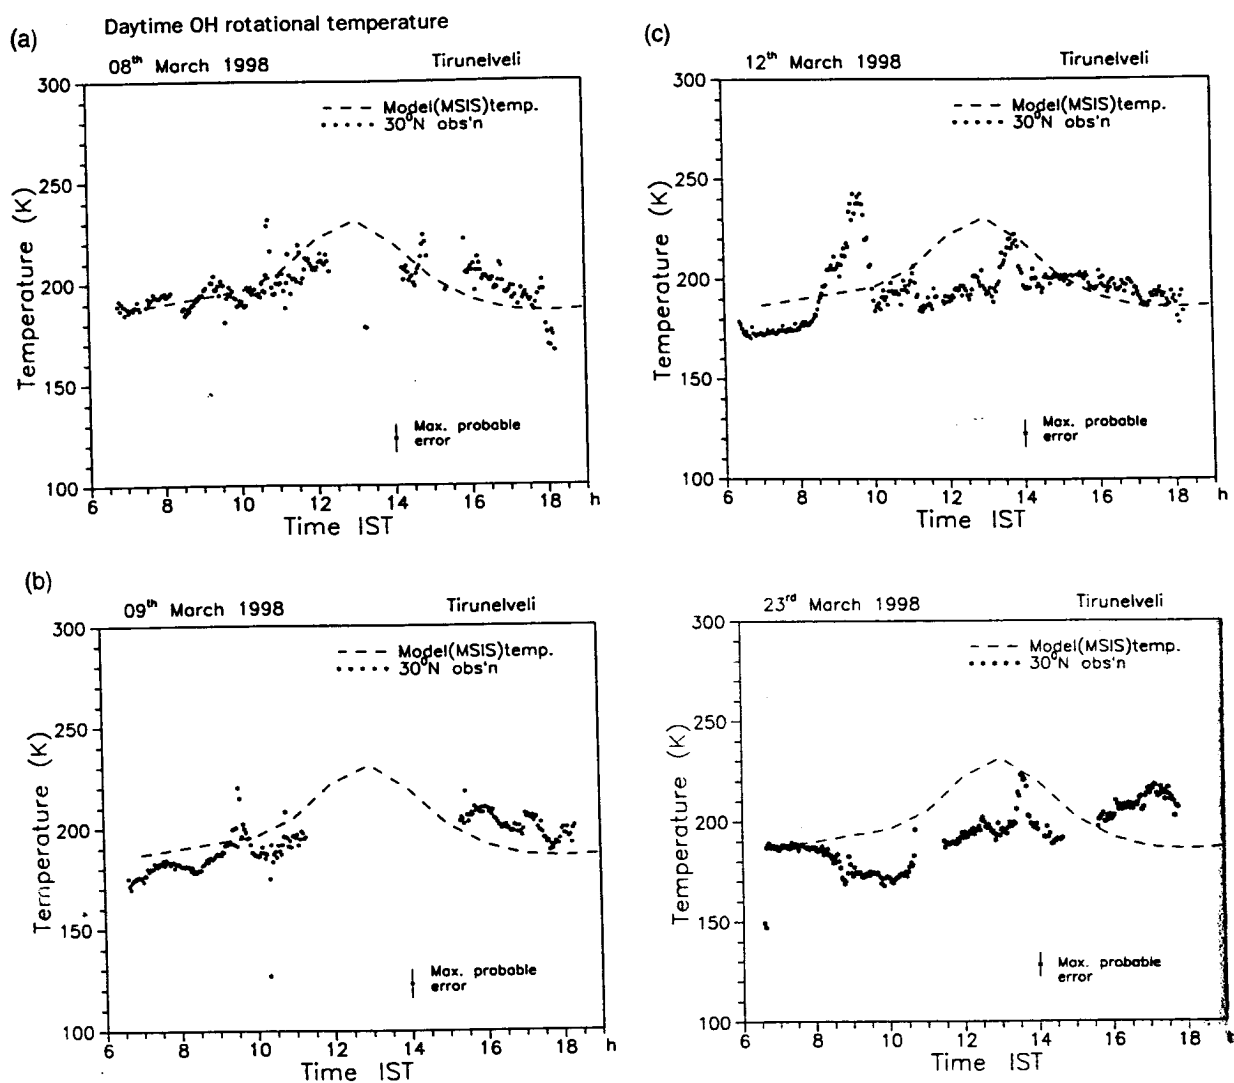 Daytime OH rotational temperature
(a)
08th March 1998 Tirunelveli
300
250
200
150
100
Temperature (K)
Model(MSIS)temp.
30°N obs'n
Max. probable
error
6 8 10 12 14 16 18 h
Time IST
(b)
09th March 1998 Tirunelveli
300
250
200
150
100
Temperature (K)
Model(MSIS)temp.
30°N obs'n
Max. probable
error
6 8 10 12 14 16 18 h
Time IST
(c)
12th March 1998 Tirunelveli
300
250
200
150
100
Temperature (K)
Model(MSIS)temp.
30°N obs'n
Max. probable
error
6 8 10 12 14 16 18 h
Time IST
23rd March 1998 Tirunelveli
300
250
200
150
100
Temperature (K)
Model(MSIS)temp.
30°N obs'n
Max. probable
error
6 8 10 12 14 16 18
Time IST